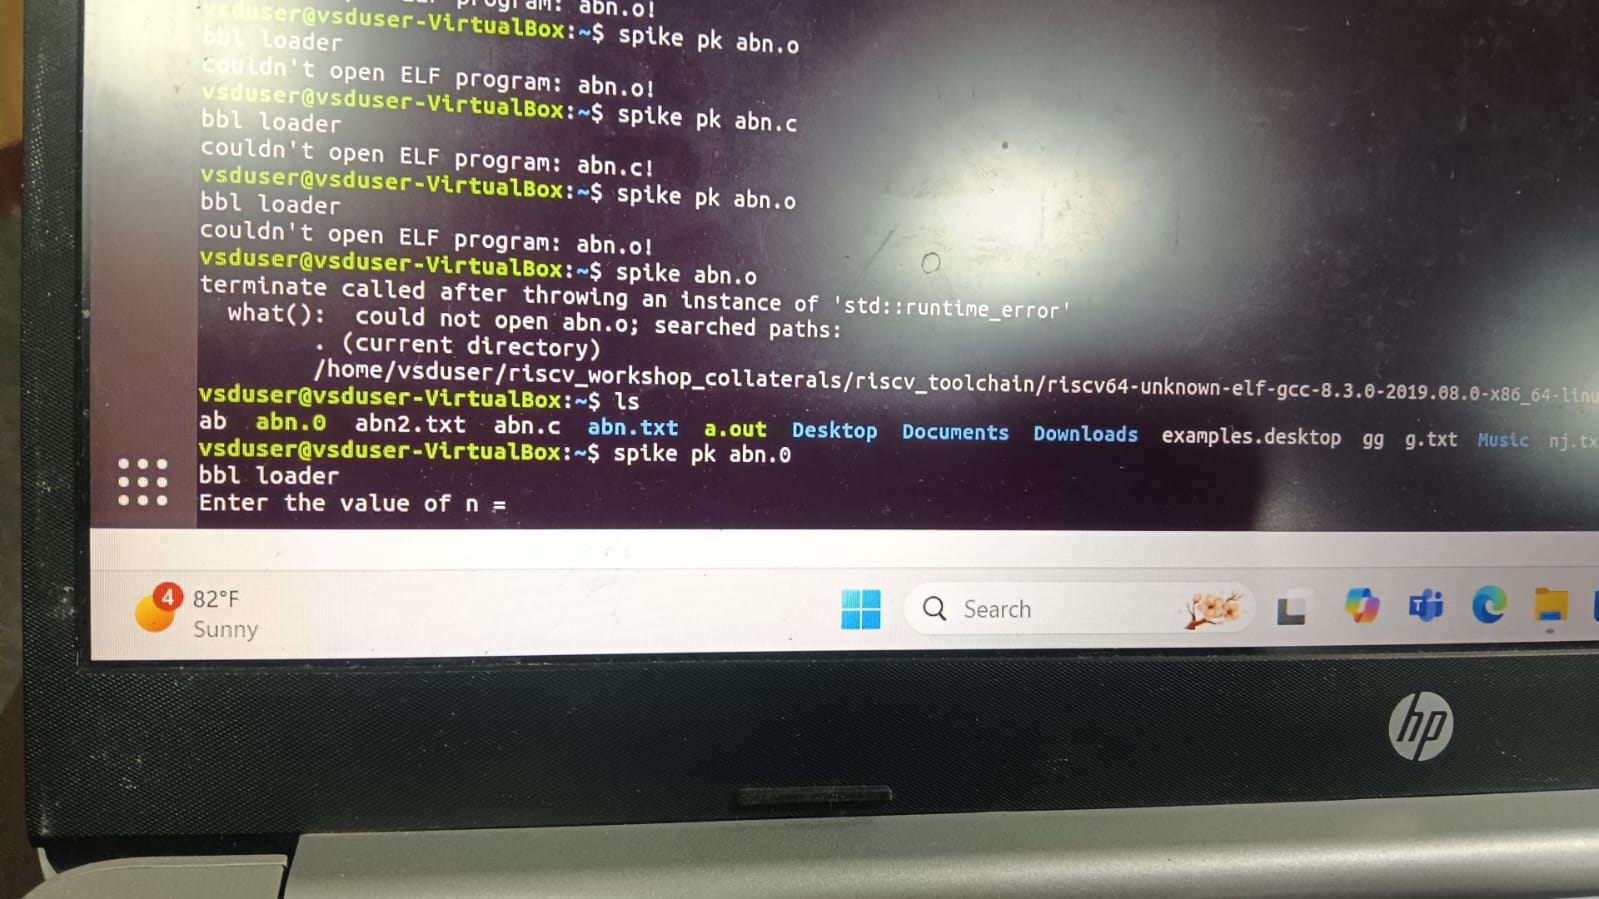 program: abn.o!
vsduser@vsduser-VirtualBox:~$ spike pk abn.o
bbl loader
couldn't open ELF program: abn.o!
vsduser@vsduser-VirtualBox:~$ spike pk abn.c
bbl loader
couldn't open ELF program: abn.c!
vsduser@vsduser-VirtualBox:~$ spike pk abn.o
bbl loader
couldn't open ELF program: abn.o!
vsduser@vsduser-VirtualBox:~$ spike abn.o
terminate called after throwing an instance of 'std::runtime_error'
what():  could not open abn.o; searched paths:
. (current directory)
/home/vsduser/riscv_workshop_collaterals/riscv_toolchain/riscv64-unknown-elf-gcc-8.3.0-2019.08.0-x86_64-linu
vsduser@vsduser-VirtualBox:~$ ls
ab abn.0 abn2.txt abn.c abn.txt a.out Desktop Documents Downloads examples.desktop gg g.txt Music nj.tx
vsduser@vsduser-VirtualBox:~$ spike pk abn.0
bbl loader
Enter the value of n =
4
82°F
Sunny
Search
hp